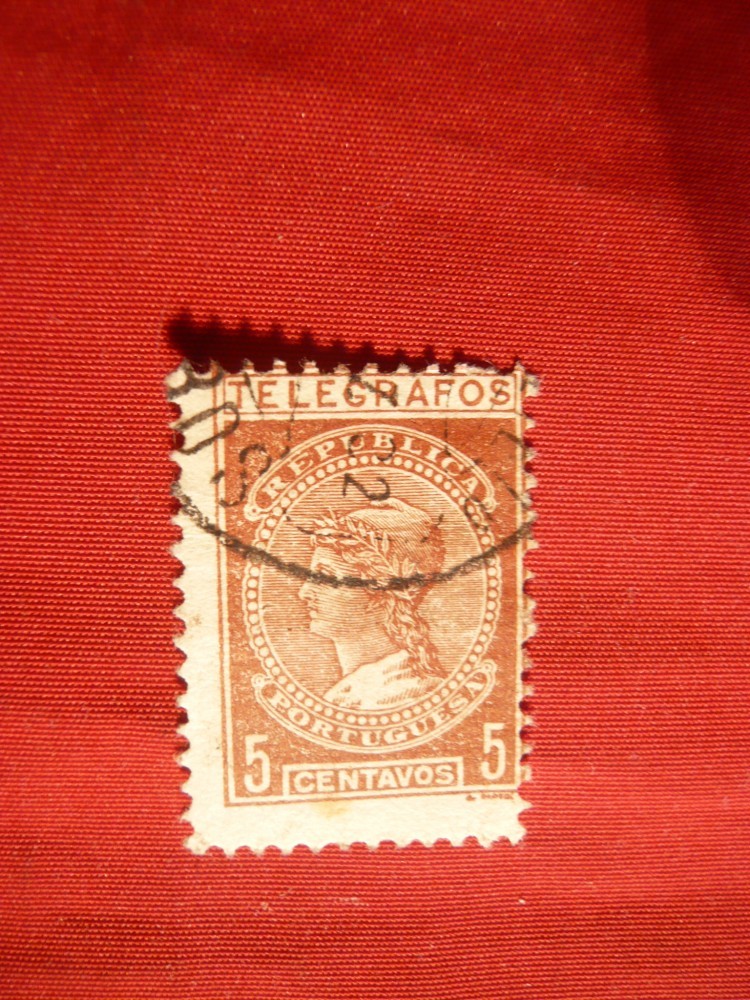 TELEGRAFOS
REPUBLICA
PORTUGUESA
5 CENTAVOS 5